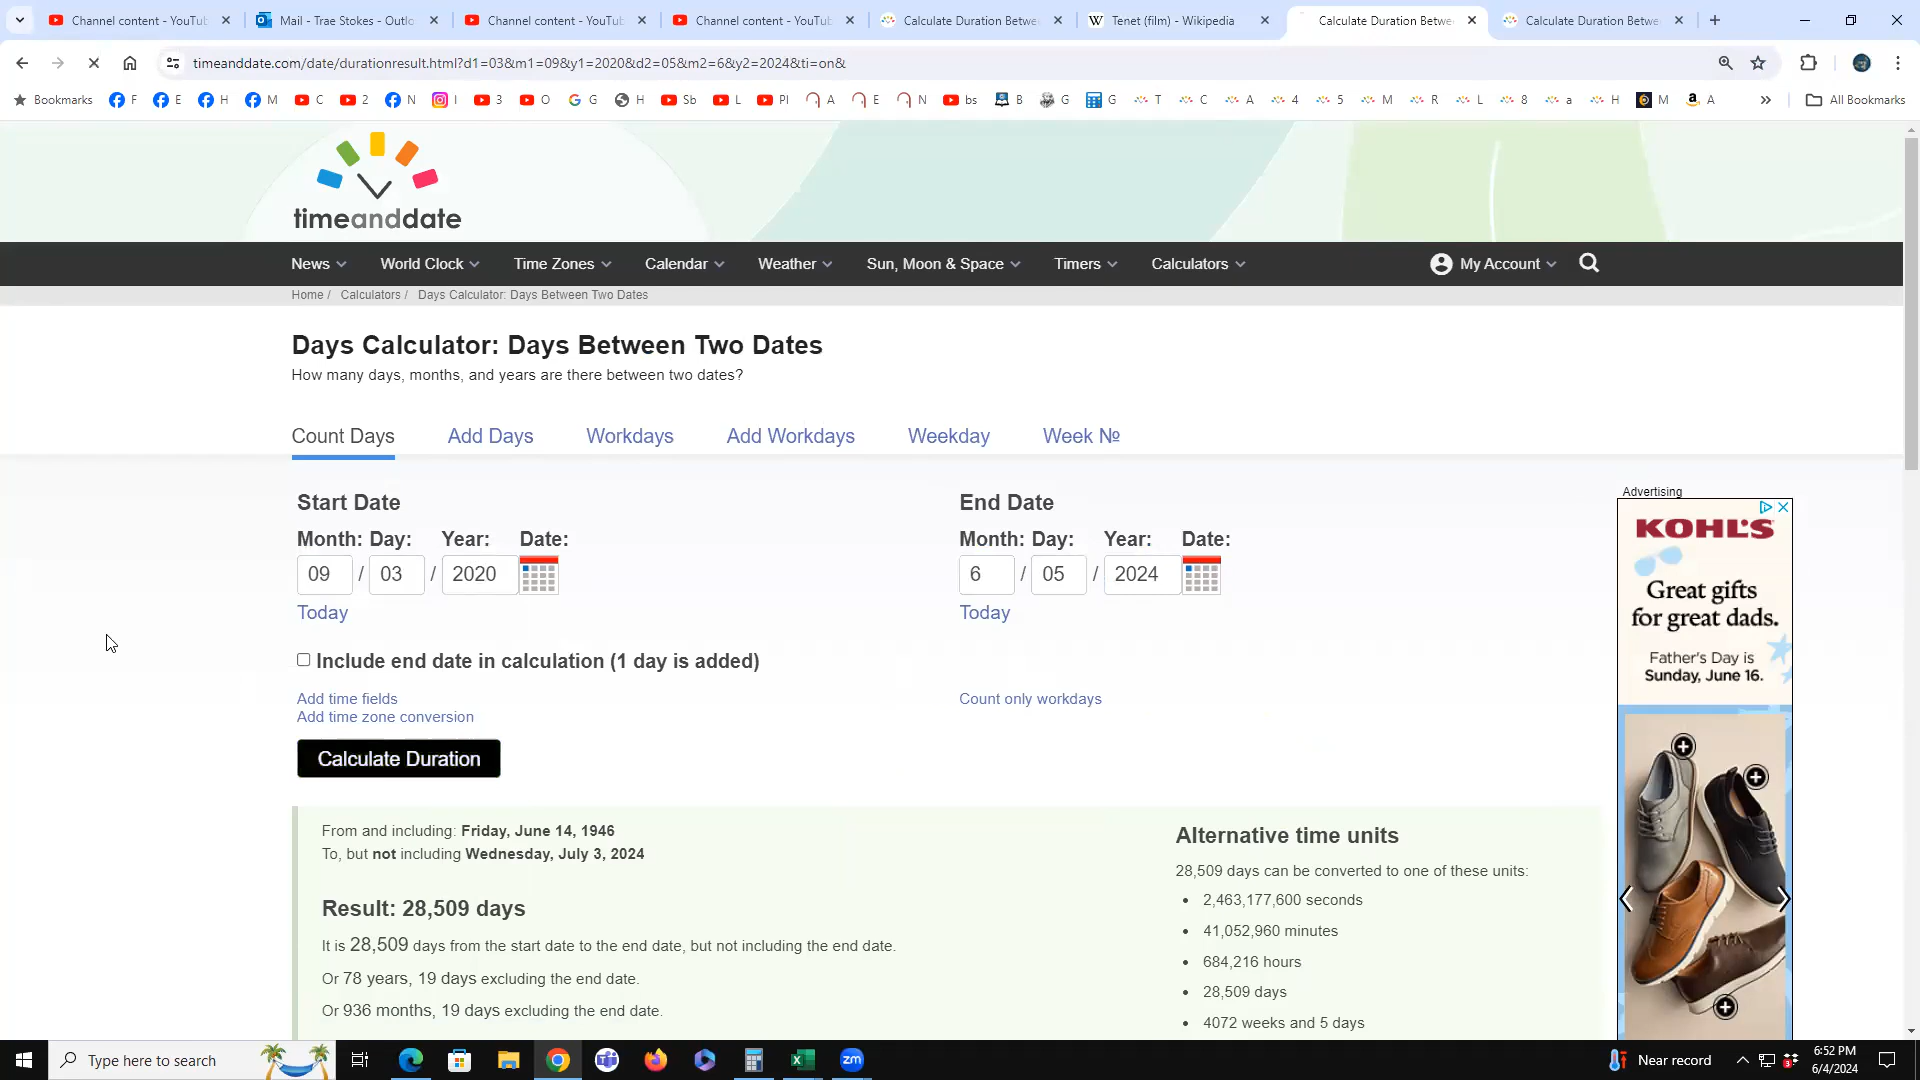 Channel content - YouTub
Mail - Trae Stokes - Outlo
Channel content - YouTub
Channel content - YouTub
Calculate Duration Betwe
Tenet (film) - Wikipedia
Calculate Duration Betwe
Calculate Duration Betwe
timeanddate.com/date/durationresult.html?d1=03&m1=09&y1=2020&d2=05&m2=6&y2=2024&ti=on&
Bookmarks F E H M C 2 N I 3 O G H Sb L Pl A E N bs B G G T C A 4 5 M R L 8 a H M A » All Bookmarks
timeanddate
News World Clock Time Zones Calendar Weather Sun, Moon & Space Timers Calculators My Account
Home / Calculators / Days Calculator: Days Between Two Dates
Days Calculator: Days Between Two Dates
How many days, months, and years are there between two dates?
Count Days Add Days Workdays Add Workdays Weekday Week №
Start Date End Date
Month: Day: Year: Date: Month: Day: Year: Date:
09 / 03 / 2020 6 / 05 / 2024
Today Today
Include end date in calculation (1 day is added)
Add time fields Count only workdays
Add time zone conversion
Calculate Duration
From and including: Friday, June 14, 1946
To, but not including Wednesday, July 3, 2024
Result: 28,509 days
It is 28,509 days from the start date to the end date, but not including the end date.
Or 78 years, 19 days excluding the end date.
Or 936 months, 19 days excluding the end date.
Alternative time units
28,509 days can be converted to one of these units:
2,463,177,600 seconds
41,052,960 minutes
684,216 hours
28,509 days
4072 weeks and 5 days
Advertising
KOHL'S
Great gifts
for great dads.
Father's Day is
Sunday, June 16.
Type here to search
zm
Near record
3
6:52 PM
6/4/2024